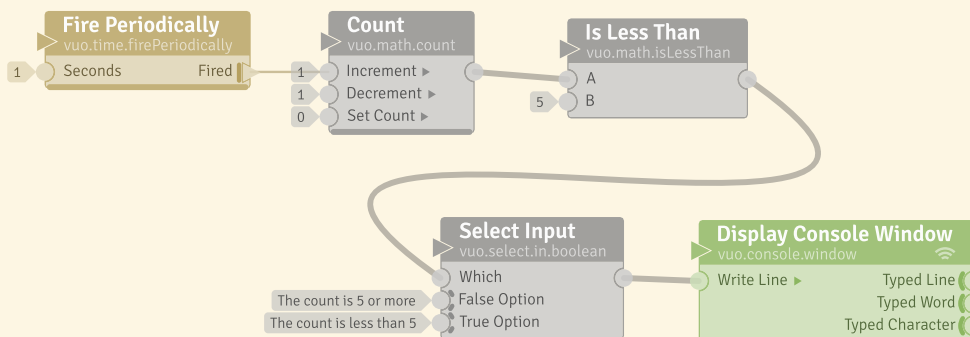 Fire Periodically
vuo.time.firePeriodically
1
Seconds
Fired
Count
vuo.math.count
1
Increment
1
Decrement
0
Set Count
Is Less Than
vuo.math.isLessThan
A
5
B
Select Input
vuo.select.in.boolean
Which
The count is 5 or more
False Option
The count is less than 5
True Option
Display Console Window
vuo.console.window
Write Line
Typed Line
Typed Word
Typed Character